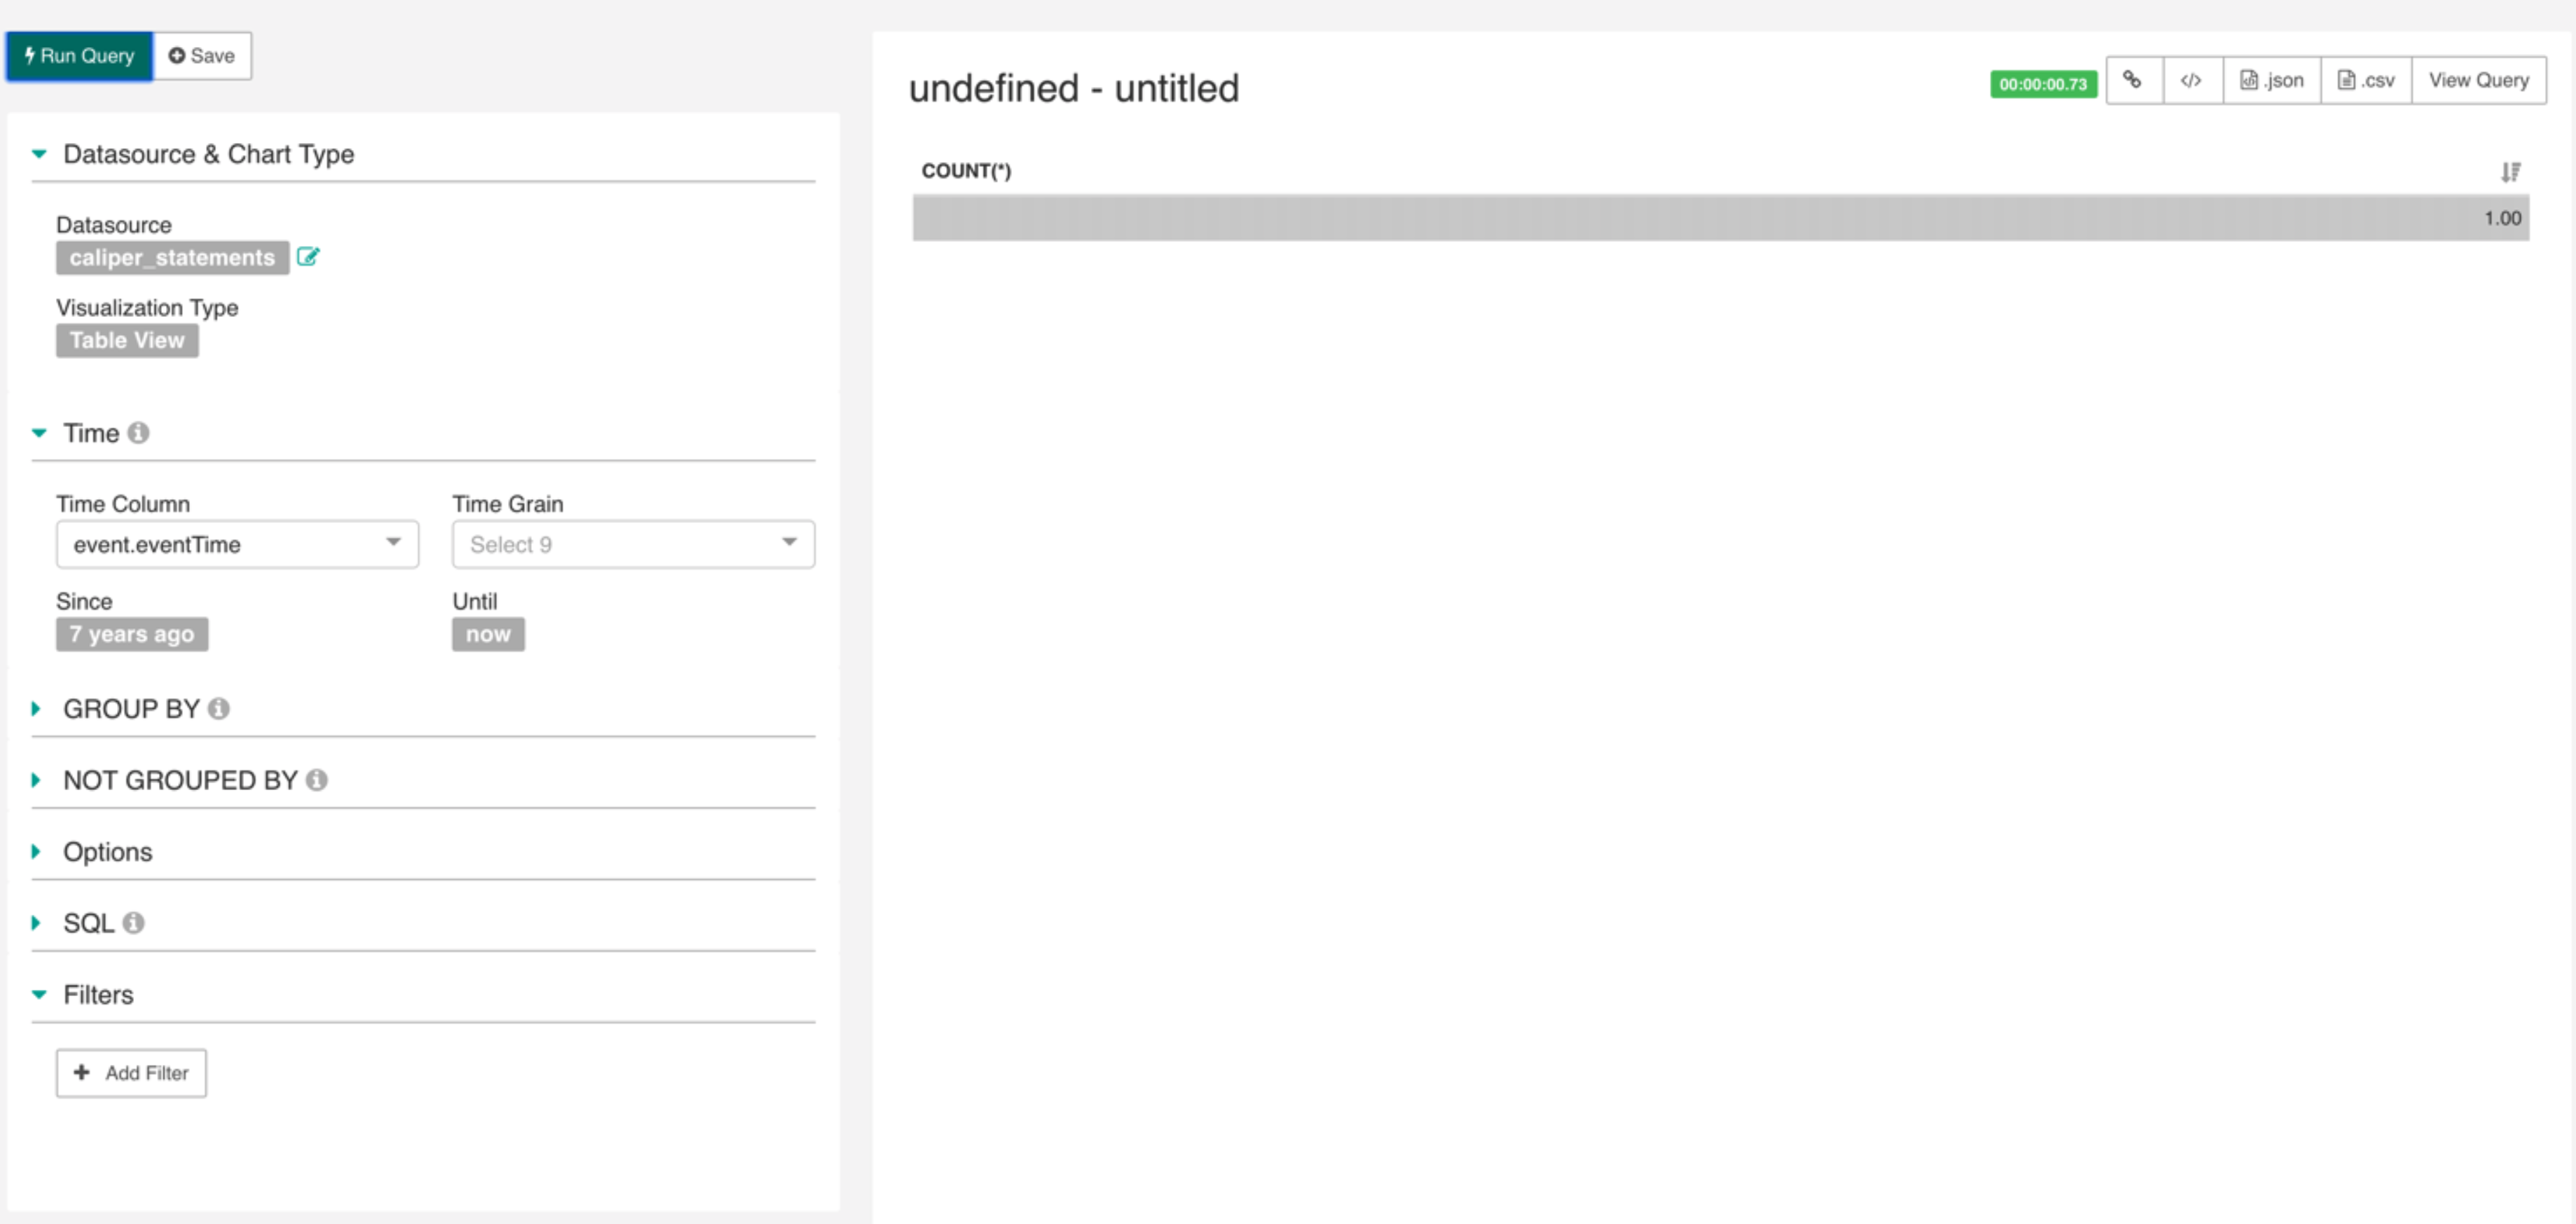 Run Query Save
Datasource & Chart Type
Datasource
caliper_statements
Visualization Type
Table View
Time
Time Column Time Grain
event.eventTime Select 9
Since Until
7 years ago now
GROUP BY
NOT GROUPED BY
Options
SQL
Filters
+ Add Filter
undefined - untitled
00:00:00.73 </> .json .csv View Query
COUNT(*)
1.00